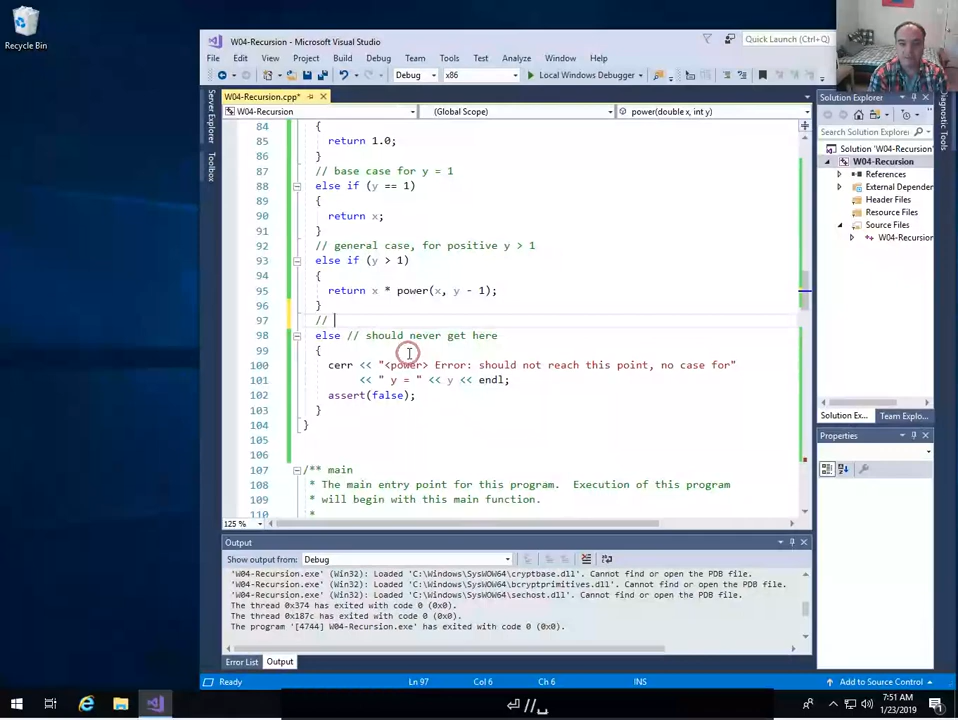 Recycle Bin
W04-Recursion - Microsoft Visual Studio
Quick Launch (Ctrl+Q)
File Edit View Project Build Debug Team Tools Test Analyze Window Help
Debug x86 Local Windows Debugger
W04-Recursion.cpp*
W04-Recursion (Global Scope) power(double x, int y)
Server Explorer
Toolbox
84 {
85 return 1.0;
86 }
87 // base case for y = 1
88 else if (y == 1)
89 {
90 return x;
91 }
92 // general case, for positive y > 1
93 else if (y > 1)
94 {
95 return x * power(x, y - 1);
96 }
97 //
98 else // should never get here
99 {
100 cerr << "<power> Error: should not reach this point, no case for"
101 << " y = " << y << endl;
102 assert(false);
103 }
104 }
105
106
107 /** main
108 * The main entry point for this program. Execution of this program
109 * will begin with this main function.
110 *
125 %
Solution Explorer
Search Solution Explorer
Solution 'W04-Recursion'
W04-Recursion
References
External Depender
Header Files
Resource Files
Source Files
W04-Recursion
Solution Ex... Team Explo...
Properties
Diagnostic Tools
Output
Show output from: Debug
'W04-Recursion.exe' (Win32): Loaded 'C:\Windows\SysWOW64\cryptbase.dll'. Cannot find or open the PDB file.
'W04-Recursion.exe' (Win32): Loaded 'C:\Windows\SysWOW64\bcryptprimitives.dll'. Cannot find or open the PDB file.
'W04-Recursion.exe' (Win32): Loaded 'C:\Windows\SysWOW64\sechost.dll'. Cannot find or open the PDB file.
The thread 0x374 has exited with code 0 (0x0).
The thread 0x187c has exited with code 0 (0x0).
The program '[4744] W04-Recursion.exe' has exited with code 0 (0x0).
Error List Output
Ready Ln 97 Col 6 Ch 6 INS Add to Source Control
⏎//␣
7:51 AM
1/23/2019